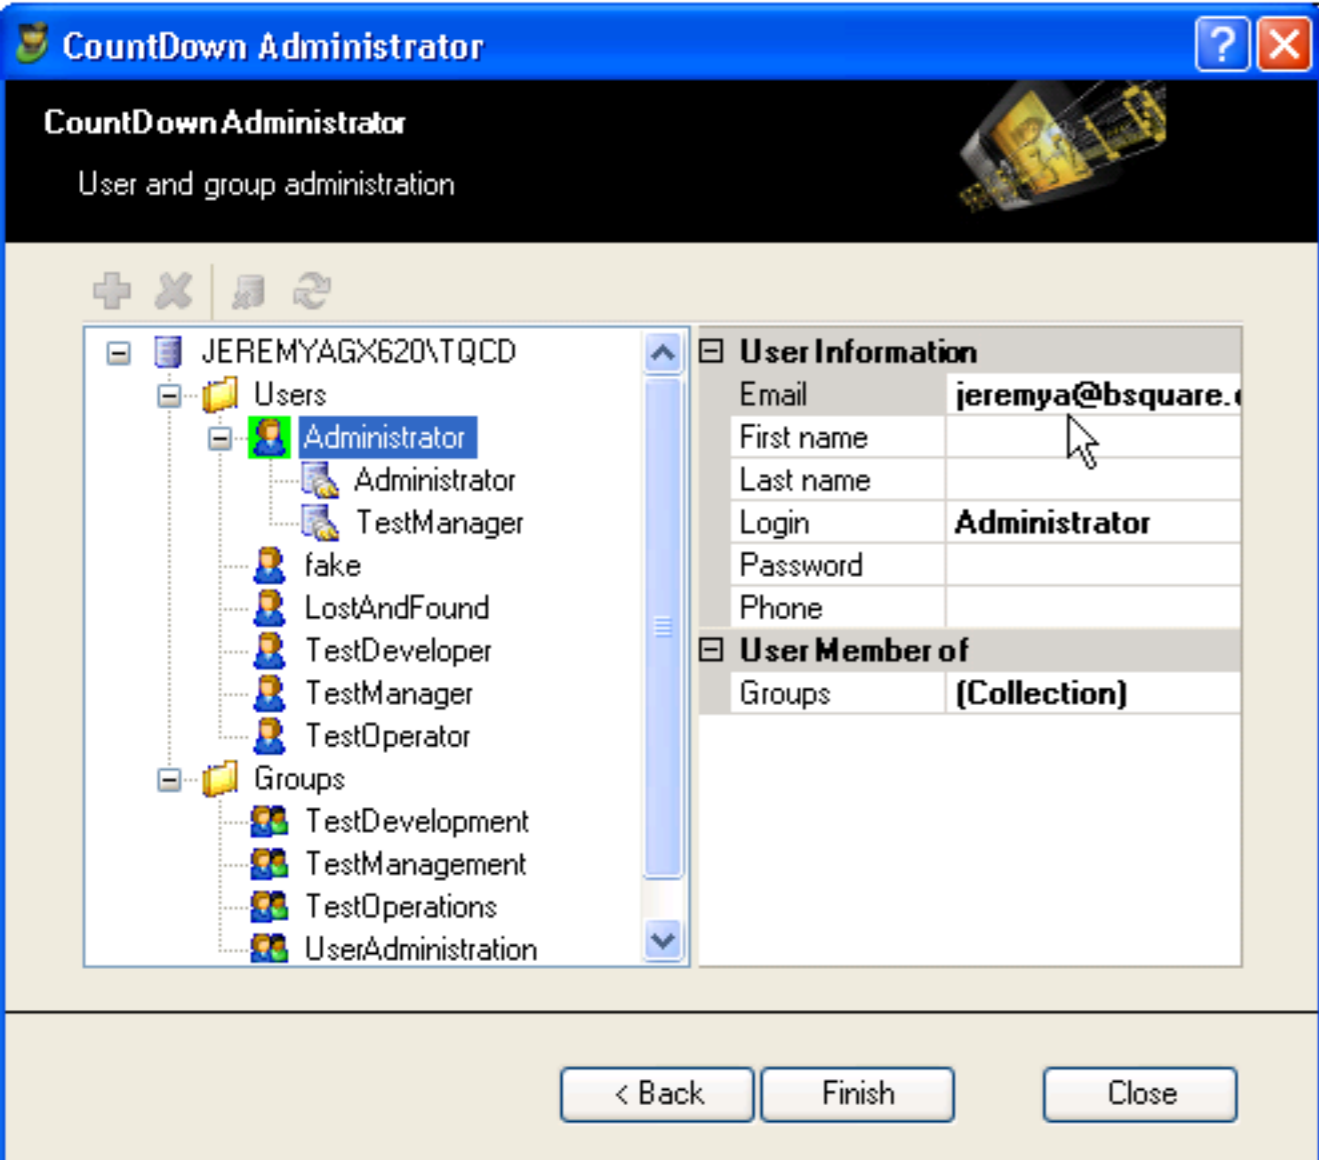 CountDown Administrator
?
CountDown Administrator
User and group administration
JEREMYAGX620\TQCD
Users
Administrator
Administrator
TestManager
fake
LostAndFound
TestDeveloper
TestManager
TestOperator
Groups
TestDevelopment
TestManagement
TestOperations
UserAdministration
User Information
Email jeremya@bsquare.
First name
Last name
Login Administrator
Password
Phone
User Member of
Groups (Collection)
< Back Finish Close